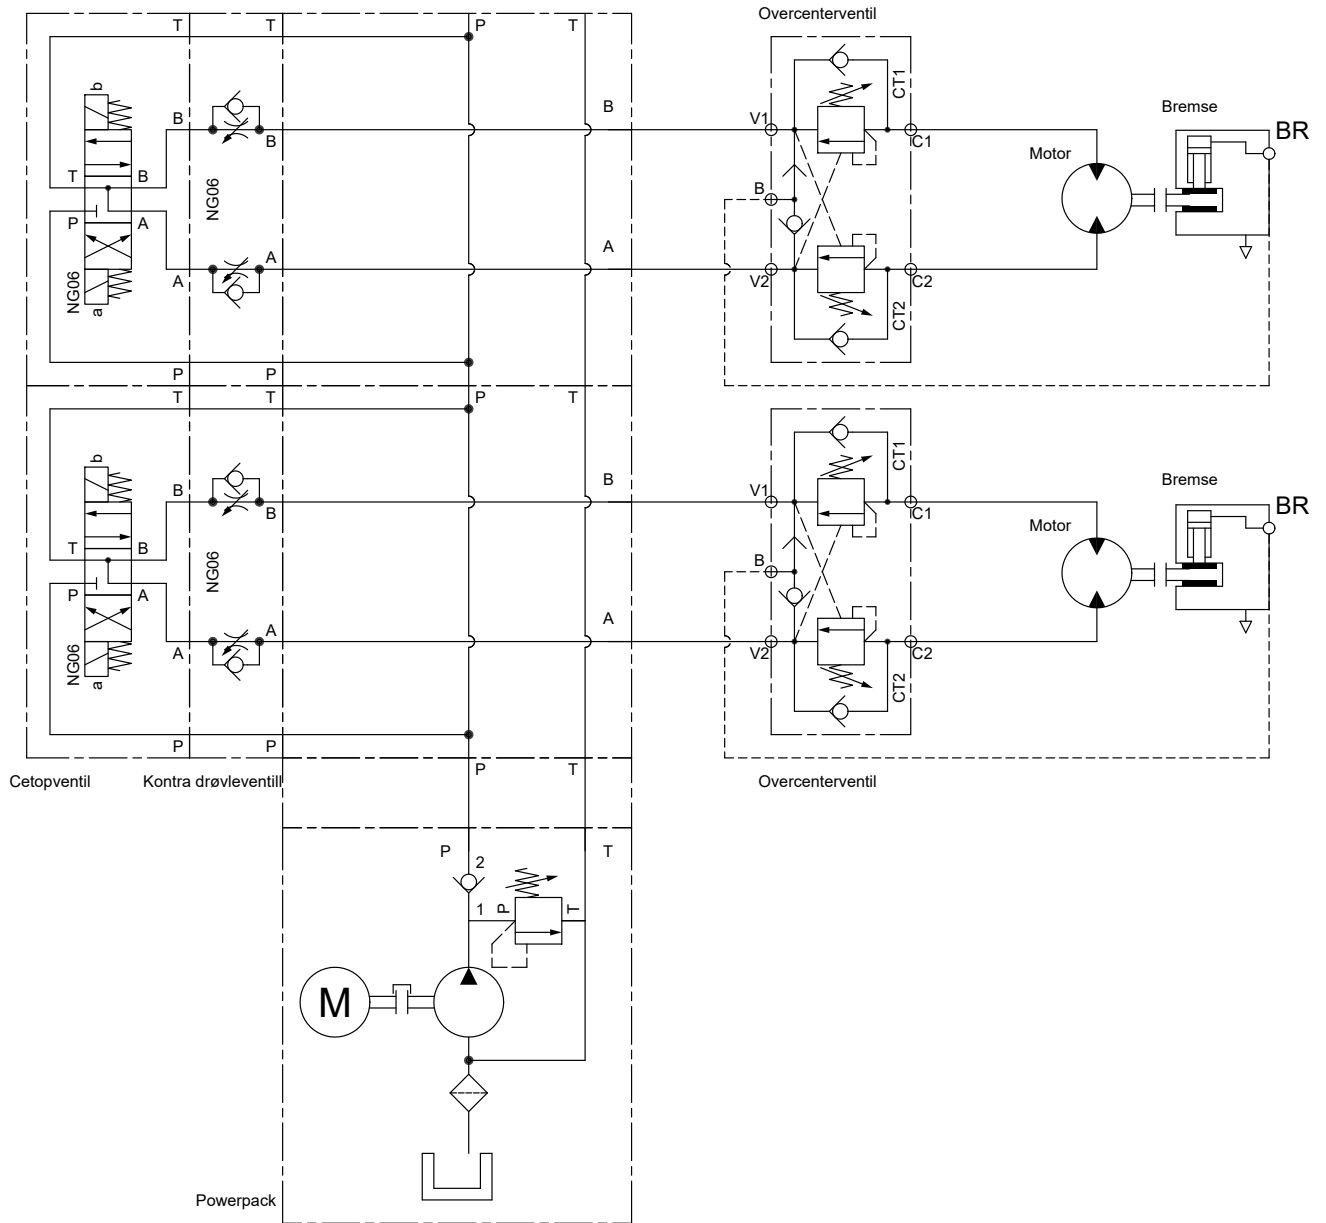 Overcenterventil
T T P T
b
CT1
B B V1 C1 Bremse BR
B
NG06
Motor
T B B
P A
A A V2 C2
NG06
a
A
CT2
P P
T T P T
b
CT1
B B V1 C1 Bremse BR
B
NG06
Motor
T B B
P A
A A V2 C2
NG06
a
A
CT2
P P
P T
Cetopventil Kontra drøvleventill Overcenterventil
P T
2
1 P T
M
Powerpack